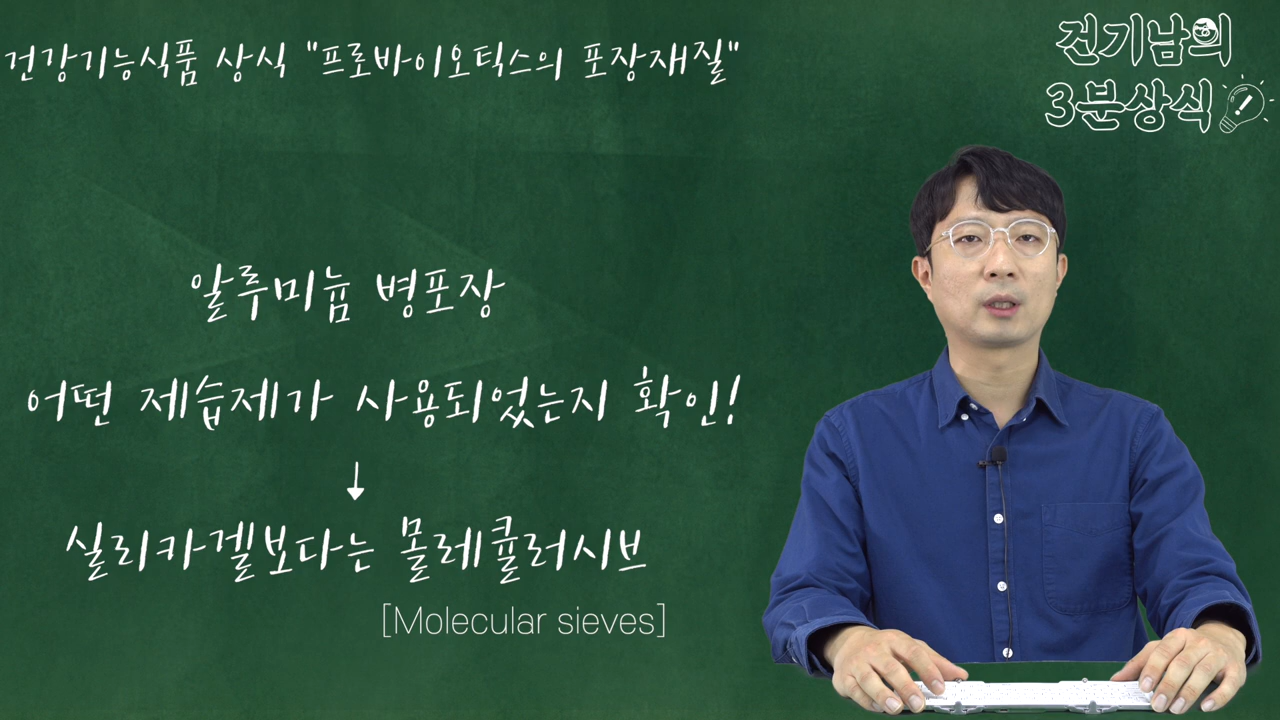 건강기능식품 상식 "프로바이오틱스의 포장재질"
건기남의
3분상식
알루미늄 병포장
어떤 제습제가 사용되었는지 확인!
↓
실리카겔보다는 몰레큘러시브
[Molecular sieves]